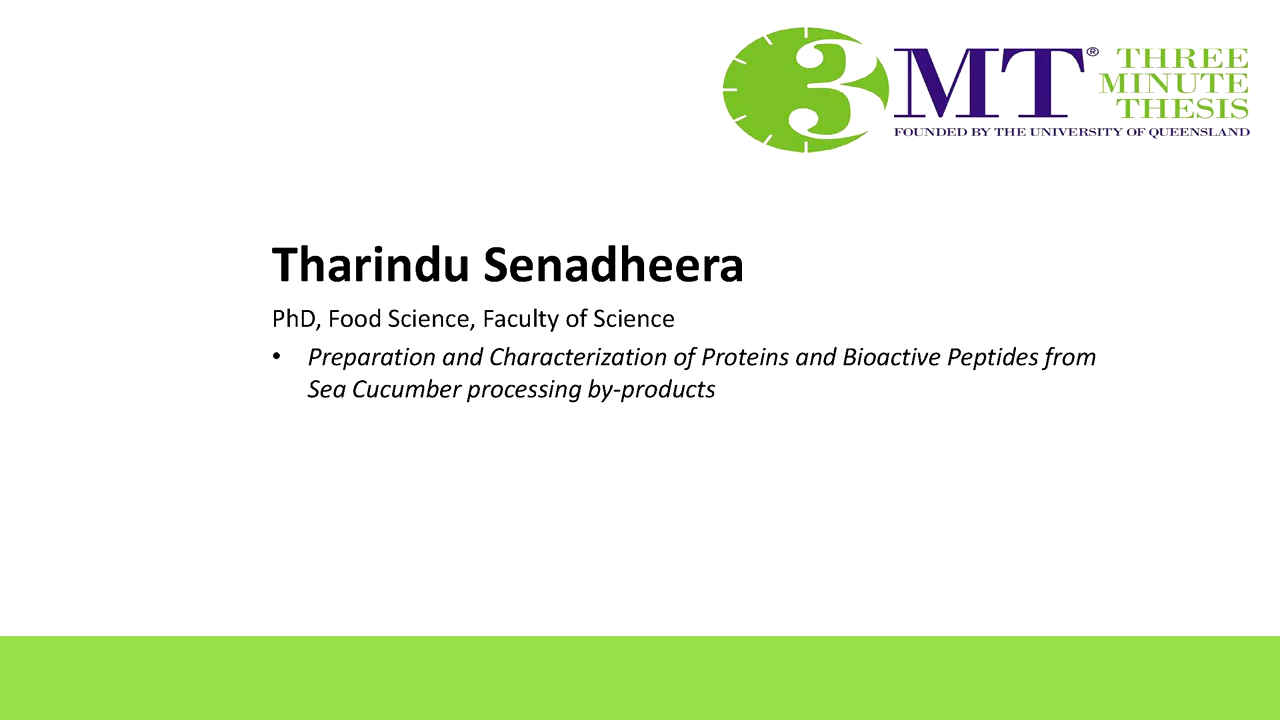 3MT® THREE
MINUTE
THESIS
FOUNDED BY THE UNIVERSITY OF QUEENSLAND
Tharindu Senadheera
PhD, Food Science, Faculty of Science
• Preparation and Characterization of Proteins and Bioactive Peptides from
Sea Cucumber processing by-products